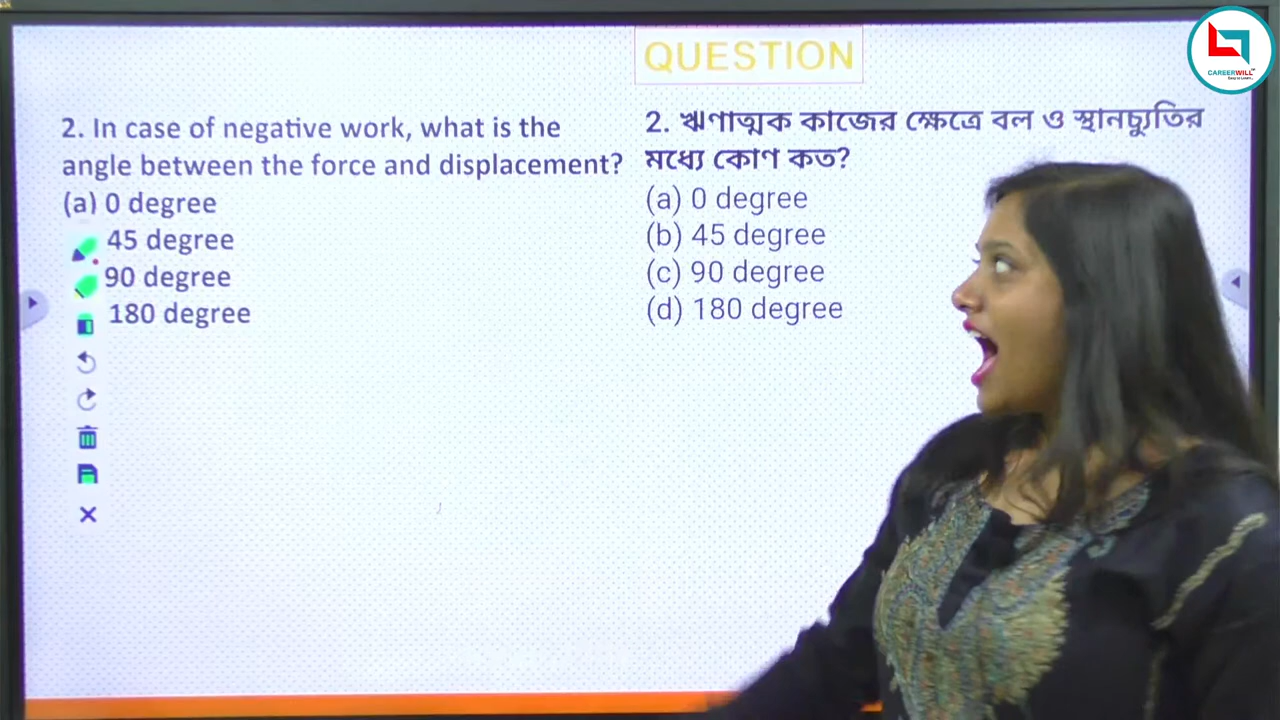 QUESTION
CAREERWILL
2. In case of negative work, what is the
angle between the force and displacement?
(a) 0 degree
45 degree
90 degree
180 degree
2. ঋণাত্মক কাজের ক্ষেত্রে বল ও স্থানচ্যুতির
মধ্যে কোণ কত?
(a) 0 degree
(b) 45 degree
(c) 90 degree
(d) 180 degree